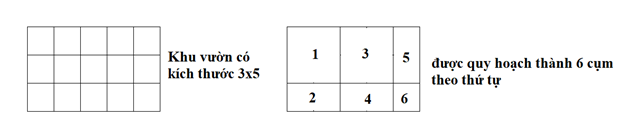 Khu vườn có
kích thước 3x5
1 3 5
2 4 6
được quy hoạch thành 6 cụm
theo thứ tự